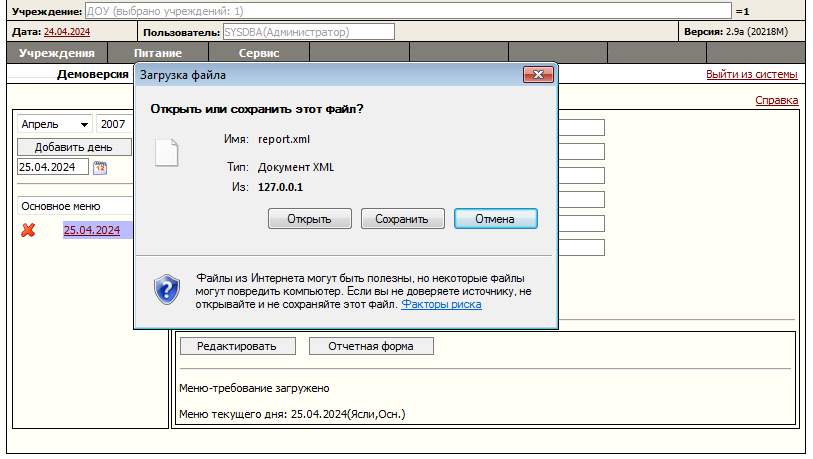 Учреждение: ДОУ (выбрано учреждений: 1) =1
Дата: 24.04.2024 Пользователь: SYSDBA(Администратор) Версия: 2.9a (20218M)
Учреждения Питание Сервис
Демоверсия Выйти из системы
Справка
Апрель 2007
Добавить день
25.04.2024 12
Основное меню
25.04.2024
Загрузка файла
Открыть или сохранить этот файл?
Имя: report.xml
Тип: Документ XML
Из: 127.0.0.1
Открыть Сохранить Отмена
Файлы из Интернета могут быть полезны, но некоторые файлы
могут повредить компьютер. Если вы не доверяете источнику, не
открывайте и не сохраняйте этот файл. Факторы риска
Редактировать Отчетная форма
Меню-требование загружено
Меню текущего дня: 25.04.2024(Ясли,Осн.)